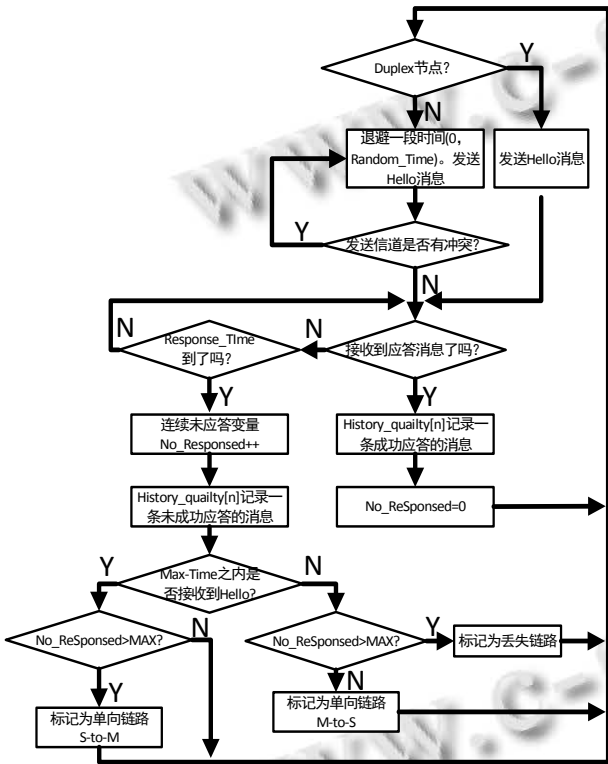 Duplex节点?
Y
N
退避一段时间(0,
Random_Time)。发送
Hello消息
发送Hello消息
Y
发送信道是否有冲突?
N
N
Response_TIme
到了吗?
N
接收到应答消息了吗?
Y
Y
连续未应答变量
No_Responsed++
History_quailty[n]记录一
条成功应答的消息
History_quailty[n]记录一
条未成功应答的消息
No_ReSponsed=0
Y
Max-Time之内是
否接收到Hello?
N
No_ReSponsed>MAX?
N
No_ReSponsed>MAX?
Y
标记为丢失链路
Y
N
标记为单向链路
S-to-M
标记为单向链路
M-to-S
www.c-s